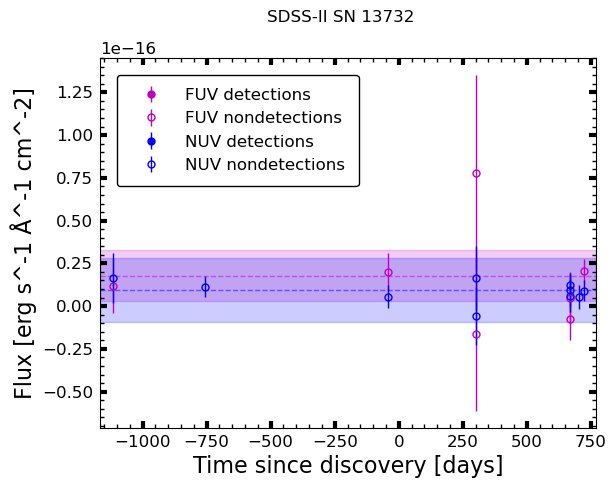 SDSS-II SN 13732
1e−16
Flux [erg s^-1 Å^-1 cm^-2]
1.25
1.00
0.75
0.50
0.25
0.00
−0.25
−0.50
FUV detections
FUV nondetections
NUV detections
NUV nondetections
−1000 −750 −500 −250 0 250 500 750
Time since discovery [days]